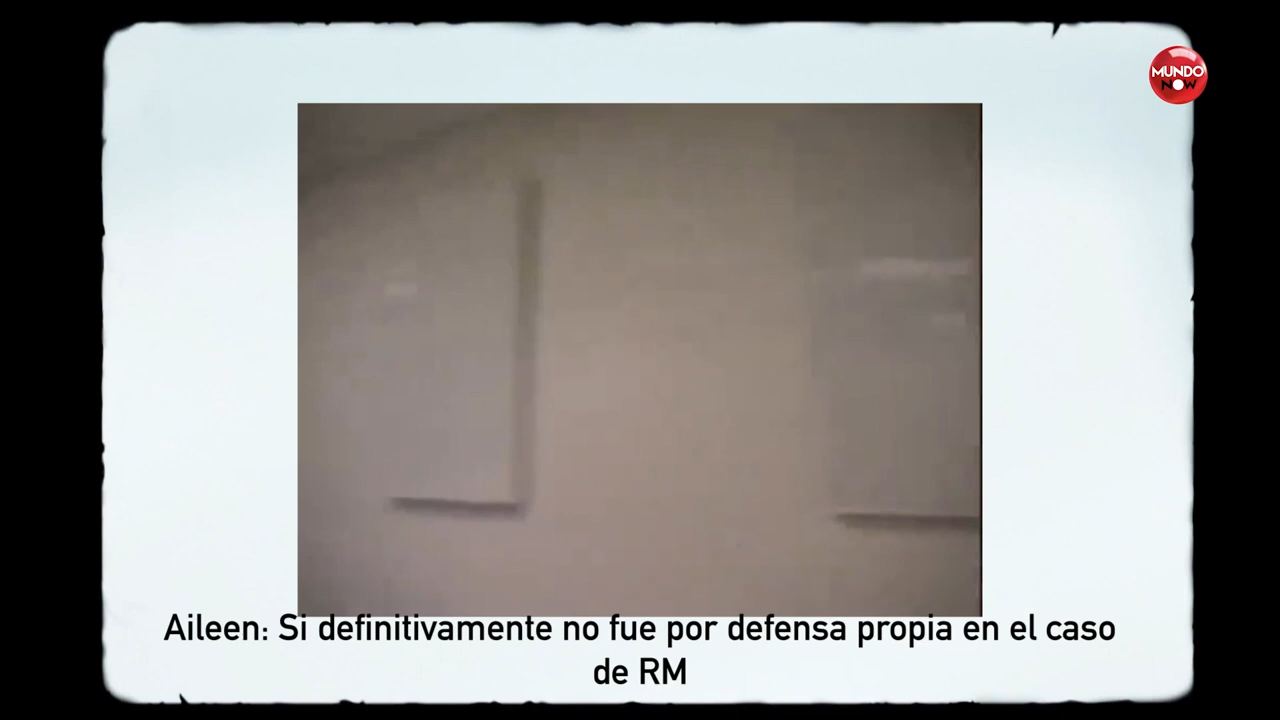 MUNDO
NOW
Aileen: Si definitivamente no fue por defensa propia en el caso
de RM